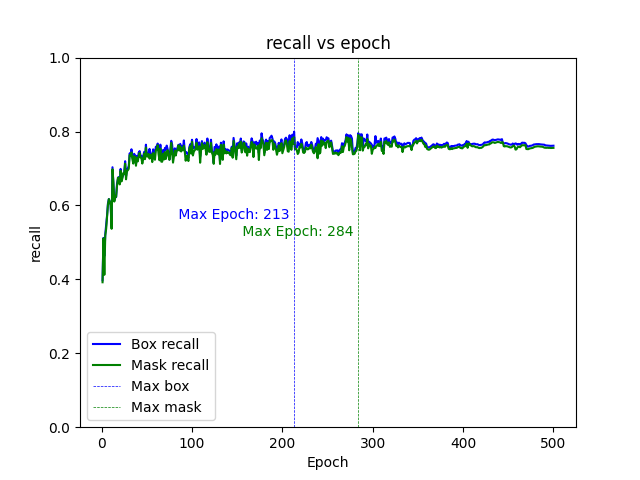 recall vs epoch
1.0
0.8
0.6
0.4
0.2
0.0
recall
Max Epoch: 213
Max Epoch: 284
Box recall
Mask recall
Max box
Max mask
0
100
200
300
400
500
Epoch